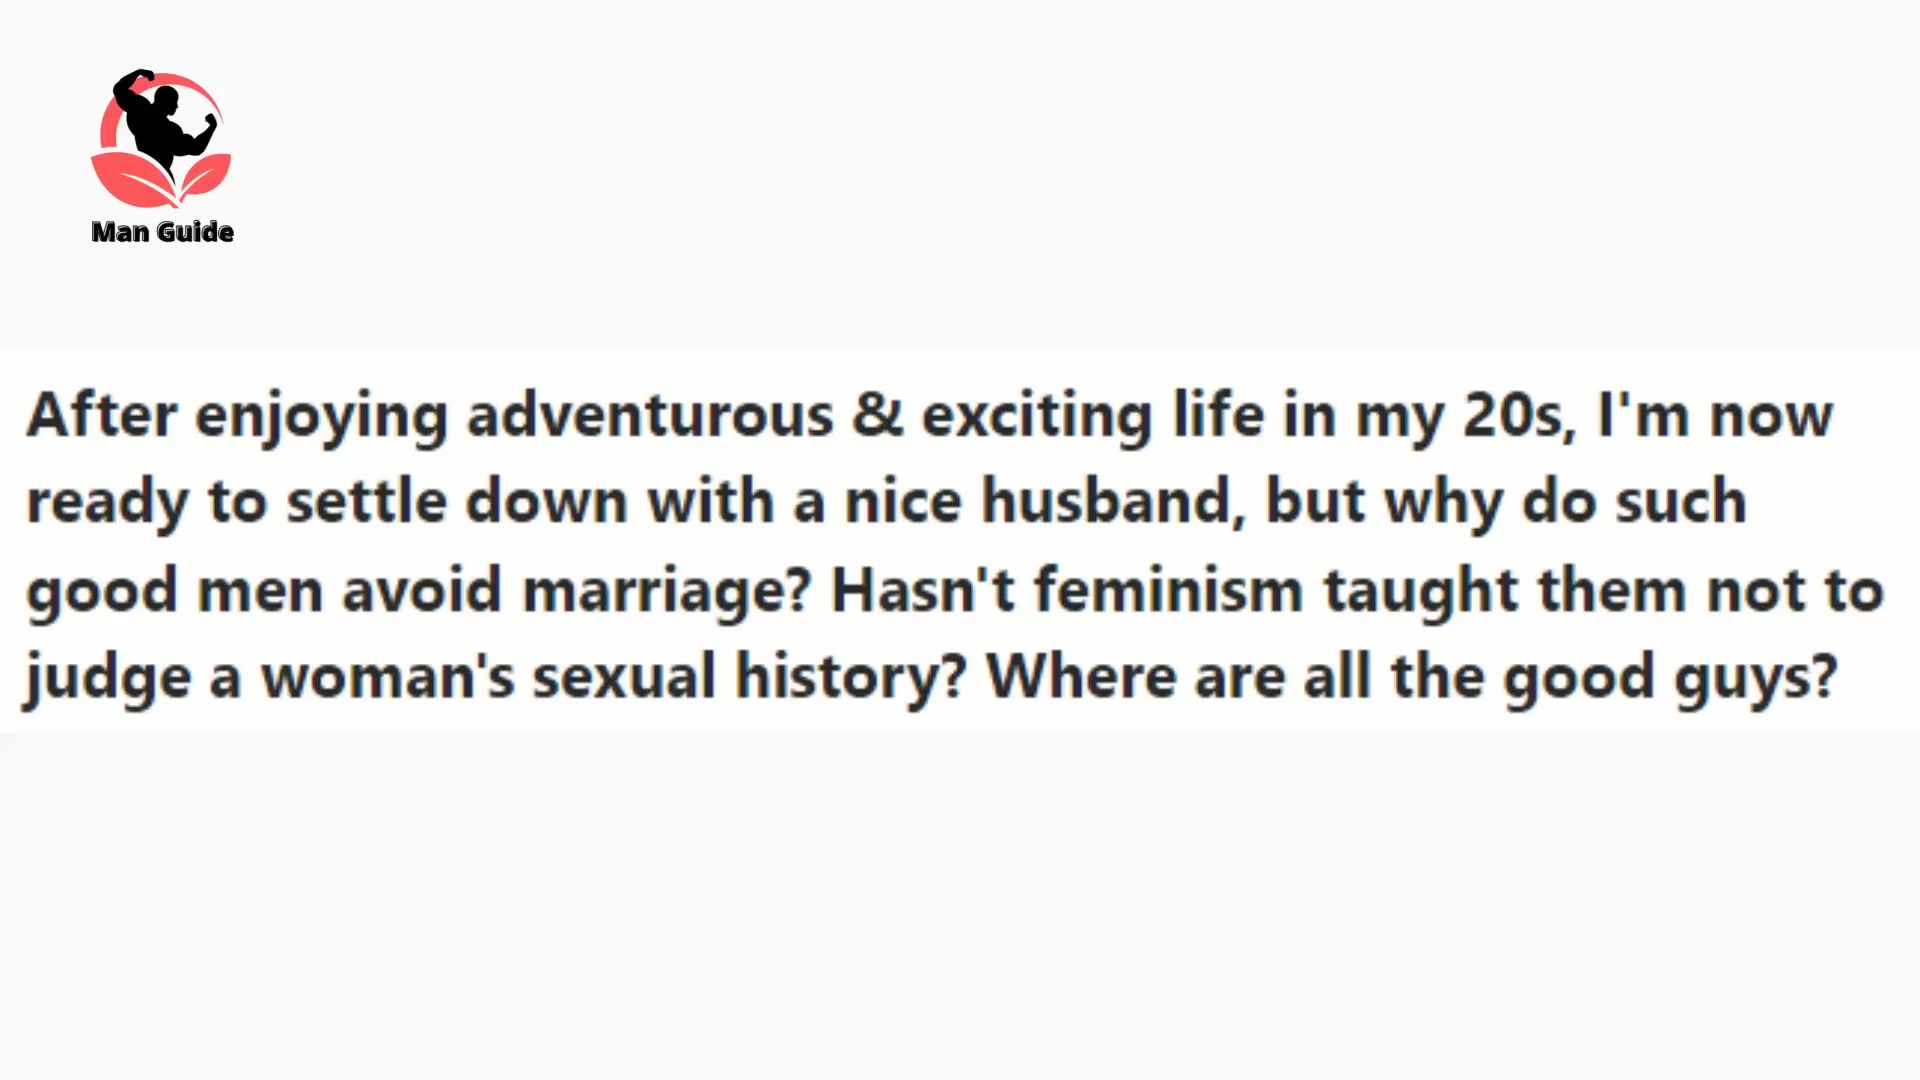 Man Guide
After enjoying adventurous & exciting life in my 20s, I'm now
ready to settle down with a nice husband, but why do such
good men avoid marriage? Hasn't feminism taught them not to
judge a woman's sexual history? Where are all the good guys?